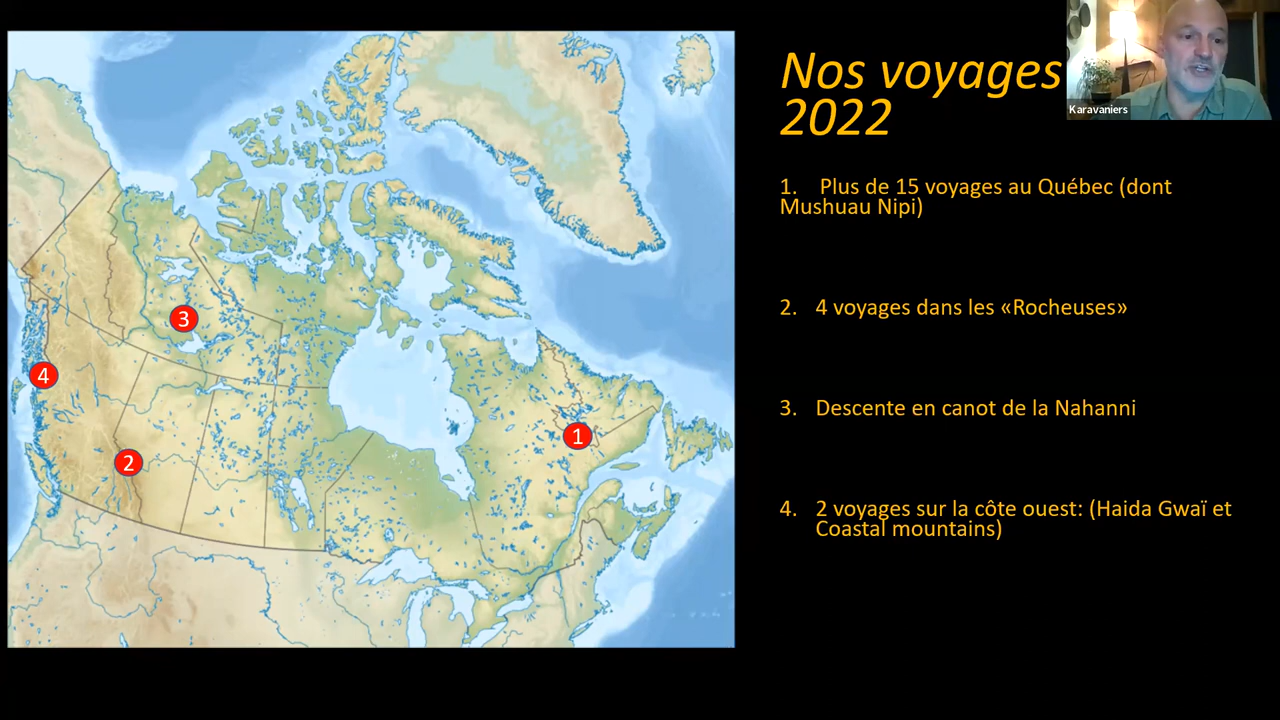 Nos voyages
2022
Karavaniers
1. Plus de 15 voyages au Québec (dont
Mushuau Nipi)
2. 4 voyages dans les «Rocheuses»
3. Descente en canot de la Nahanni
4. 2 voyages sur la côte ouest: (Haida Gwaï et
Coastal mountains)
3
4
1
2